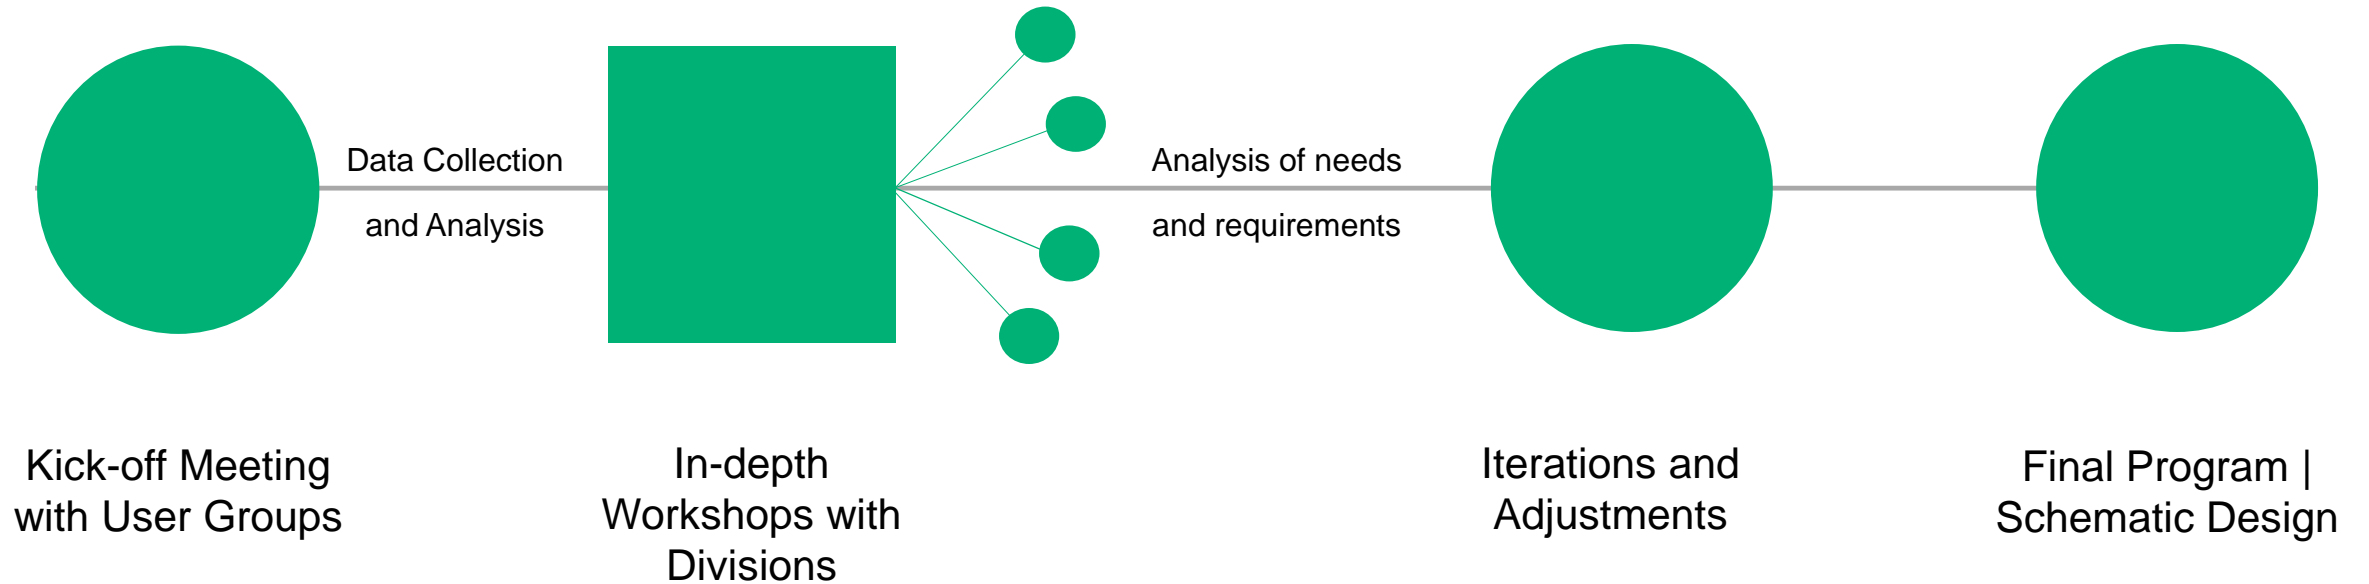 Data Collection
and Analysis
Analysis of needs
and requirements
Kick-off Meeting
with User Groups
In-depth
Workshops with
Divisions
Iterations and
Adjustments
Final Program |
Schematic Design